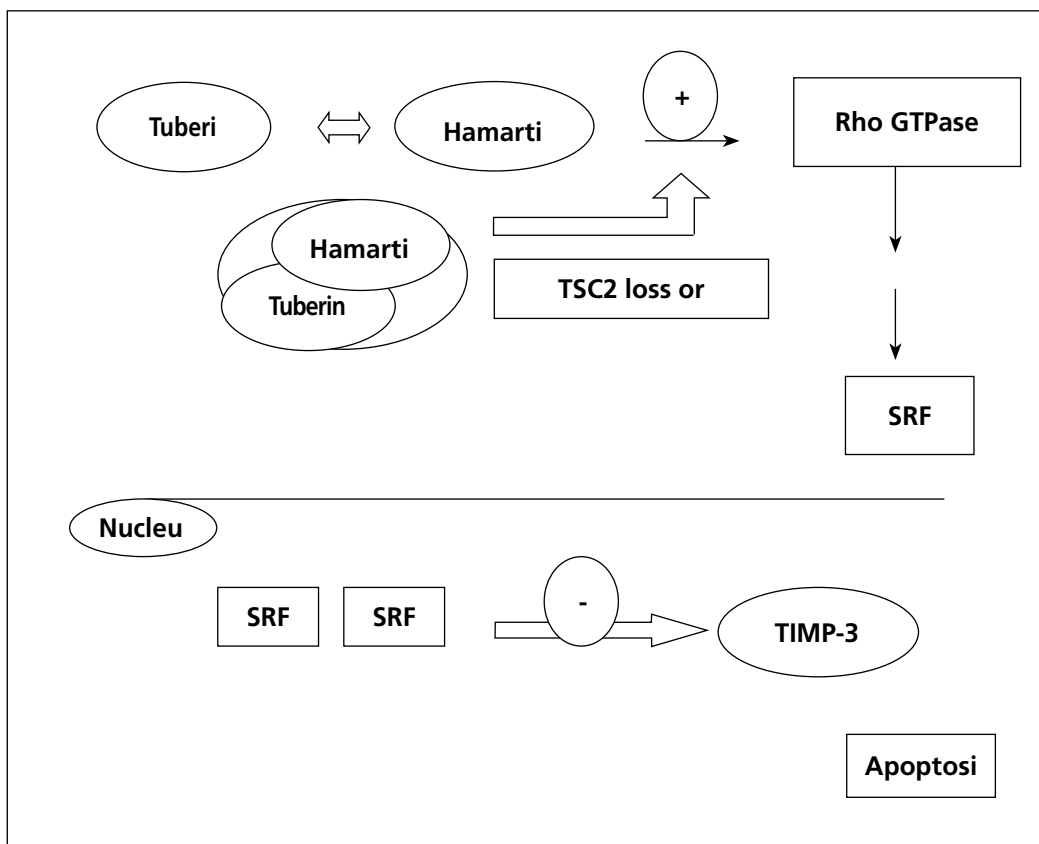 Tuberi
Hamarti
+
Rho GTPase
Hamarti
Tuberin
TSC2 loss or
SRF
Nucleu
SRF
SRF
-
TIMP-3
Apoptosi